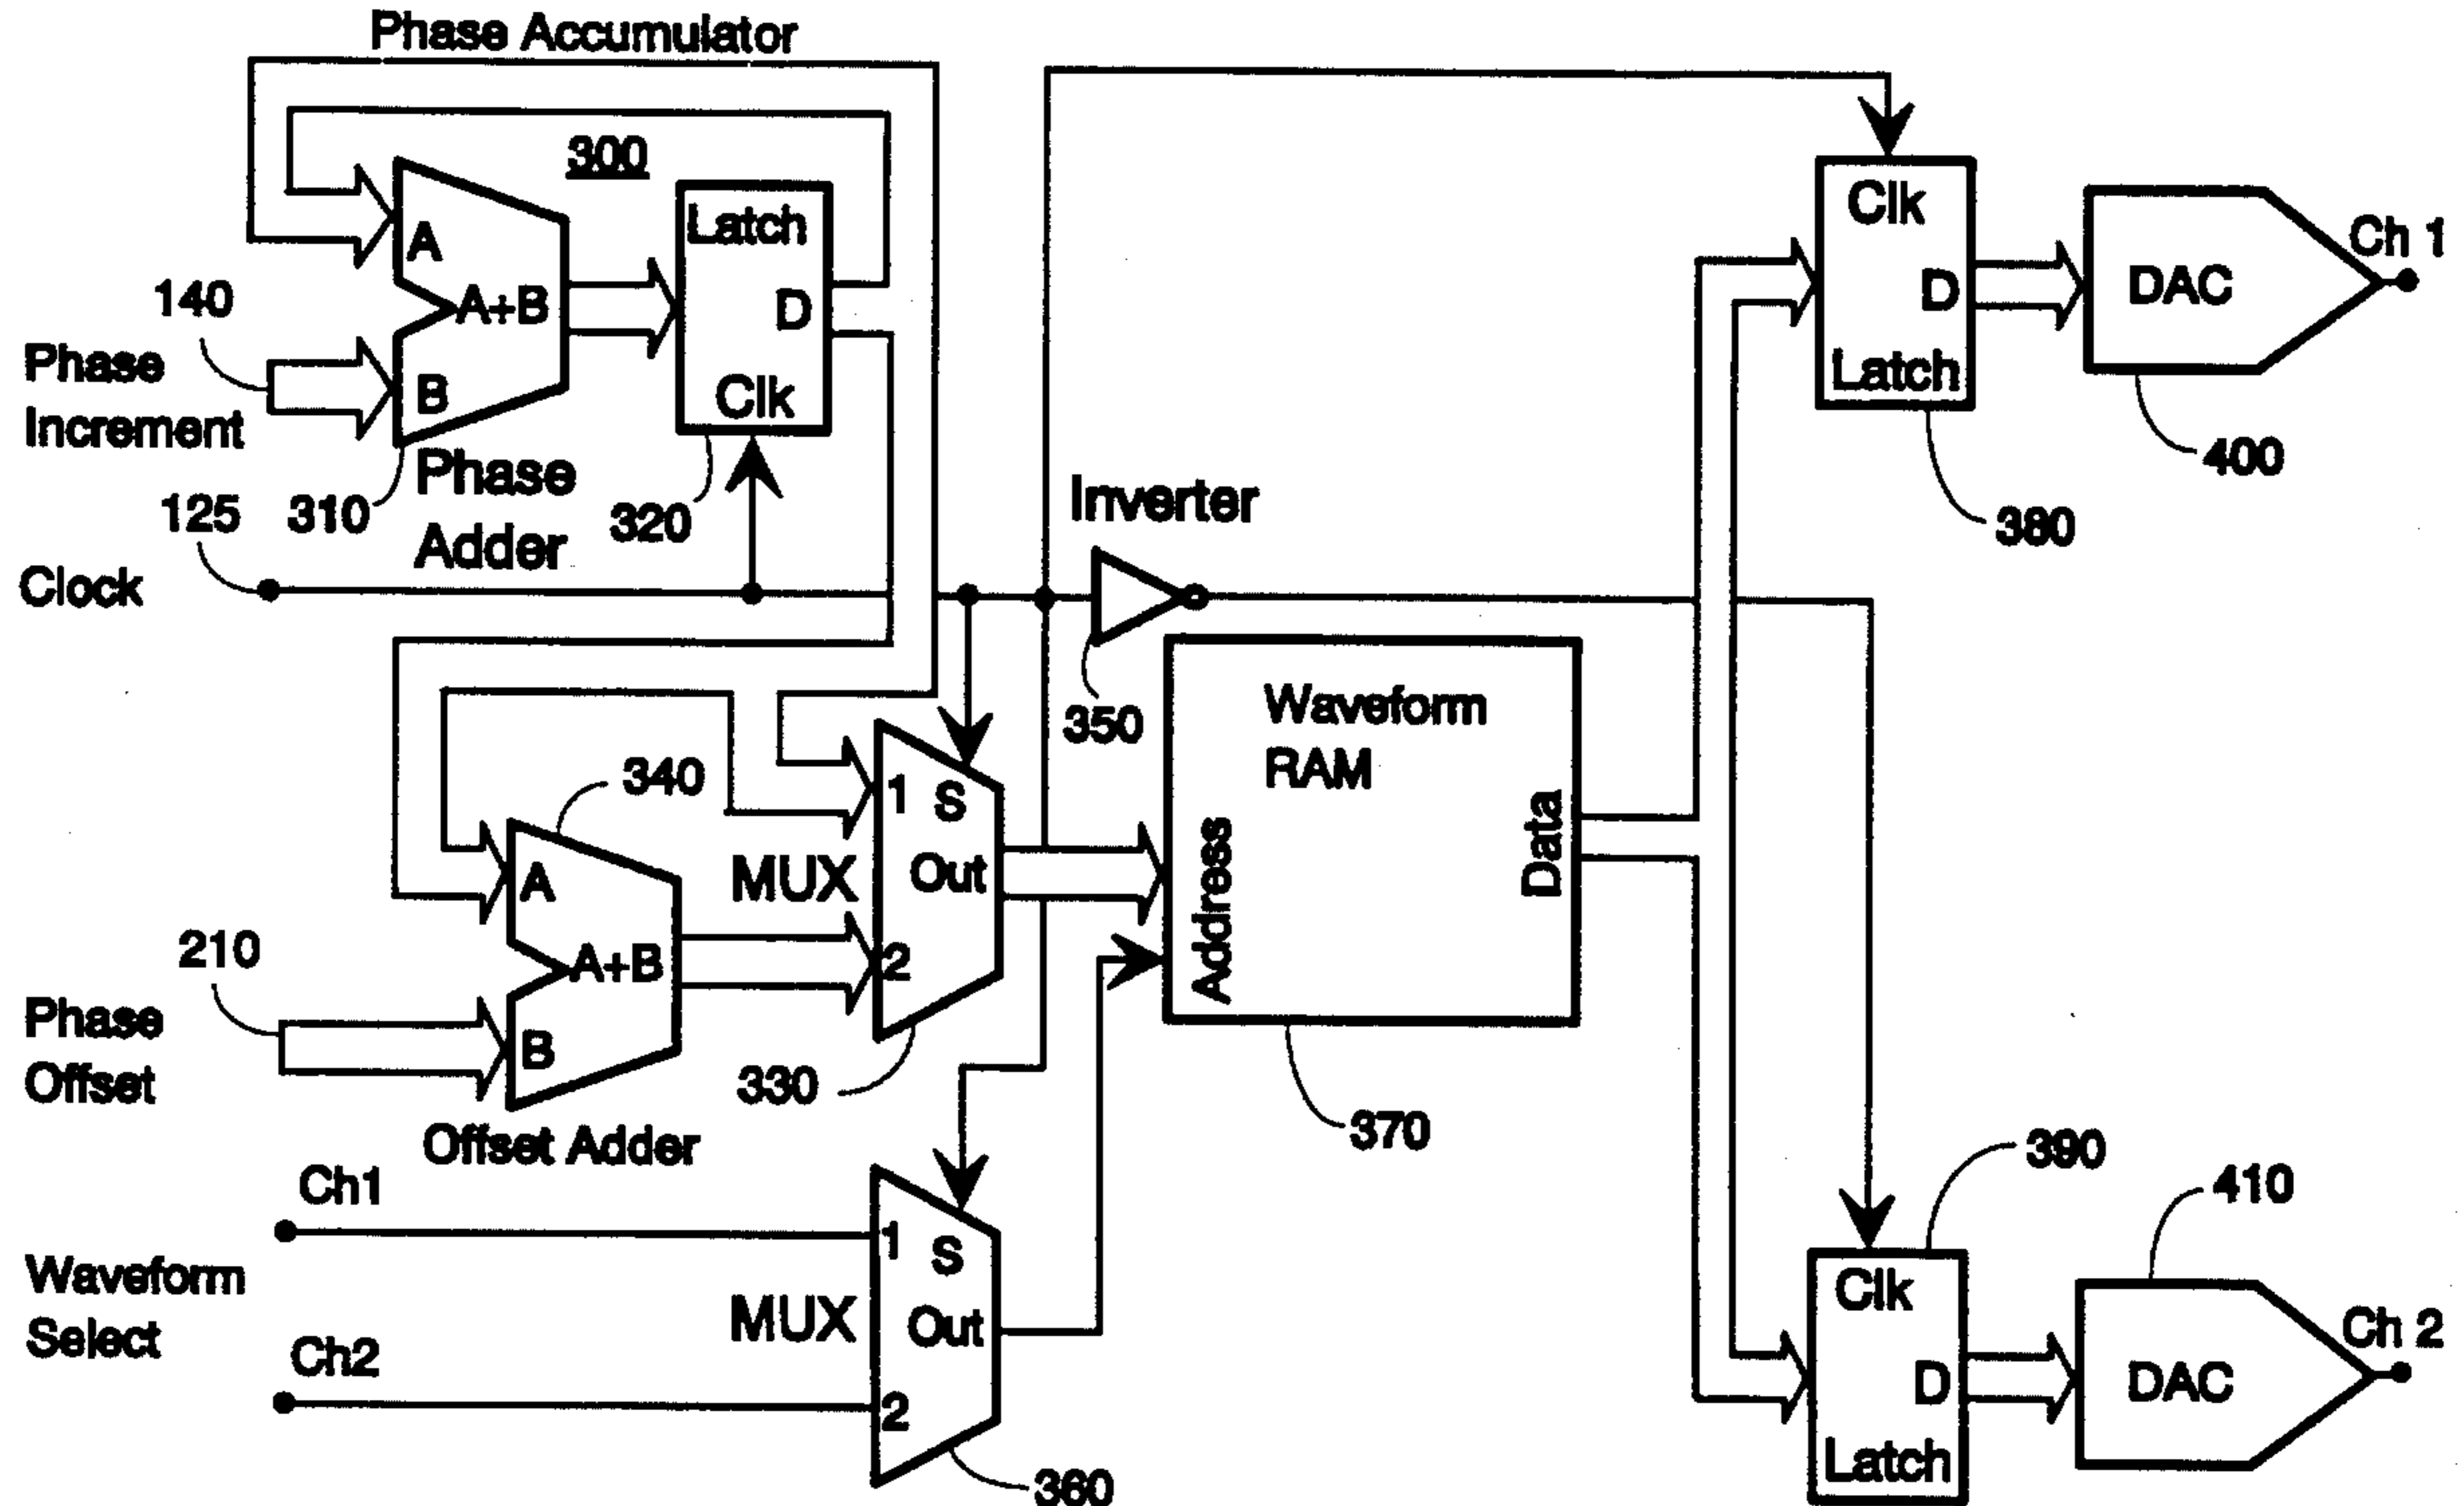 Phase Accumulator
300
A
A+B
B
Latch
D
Clk
140
Phase
Increment
310
Phase
Adder
320
125
Clock
Inverter
350
Clk
D
Latch
380
DAC
400
Ch 1
340
A
A+B
B
Offset Adder
210
Phase
Offset
MUX
1
S
Out
2
330
Waveform
RAM
Address
Data
370
Waveform
Select
Ch1
Ch2
MUX
1
S
Out
2
360
390
Clk
D
Latch
410
DAC
Ch 2